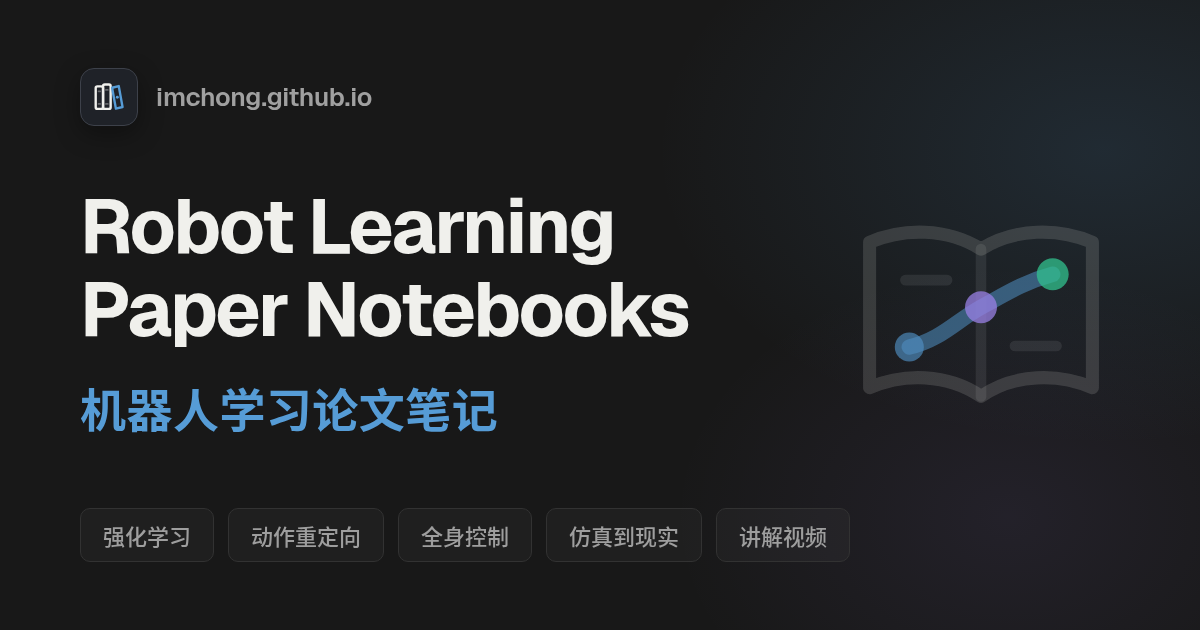 imchong.github.io
Robot Learning
Paper Notebooks
机器人学习论文笔记
强化学习
动作重定向
全身控制
仿真到现实
讲解视频